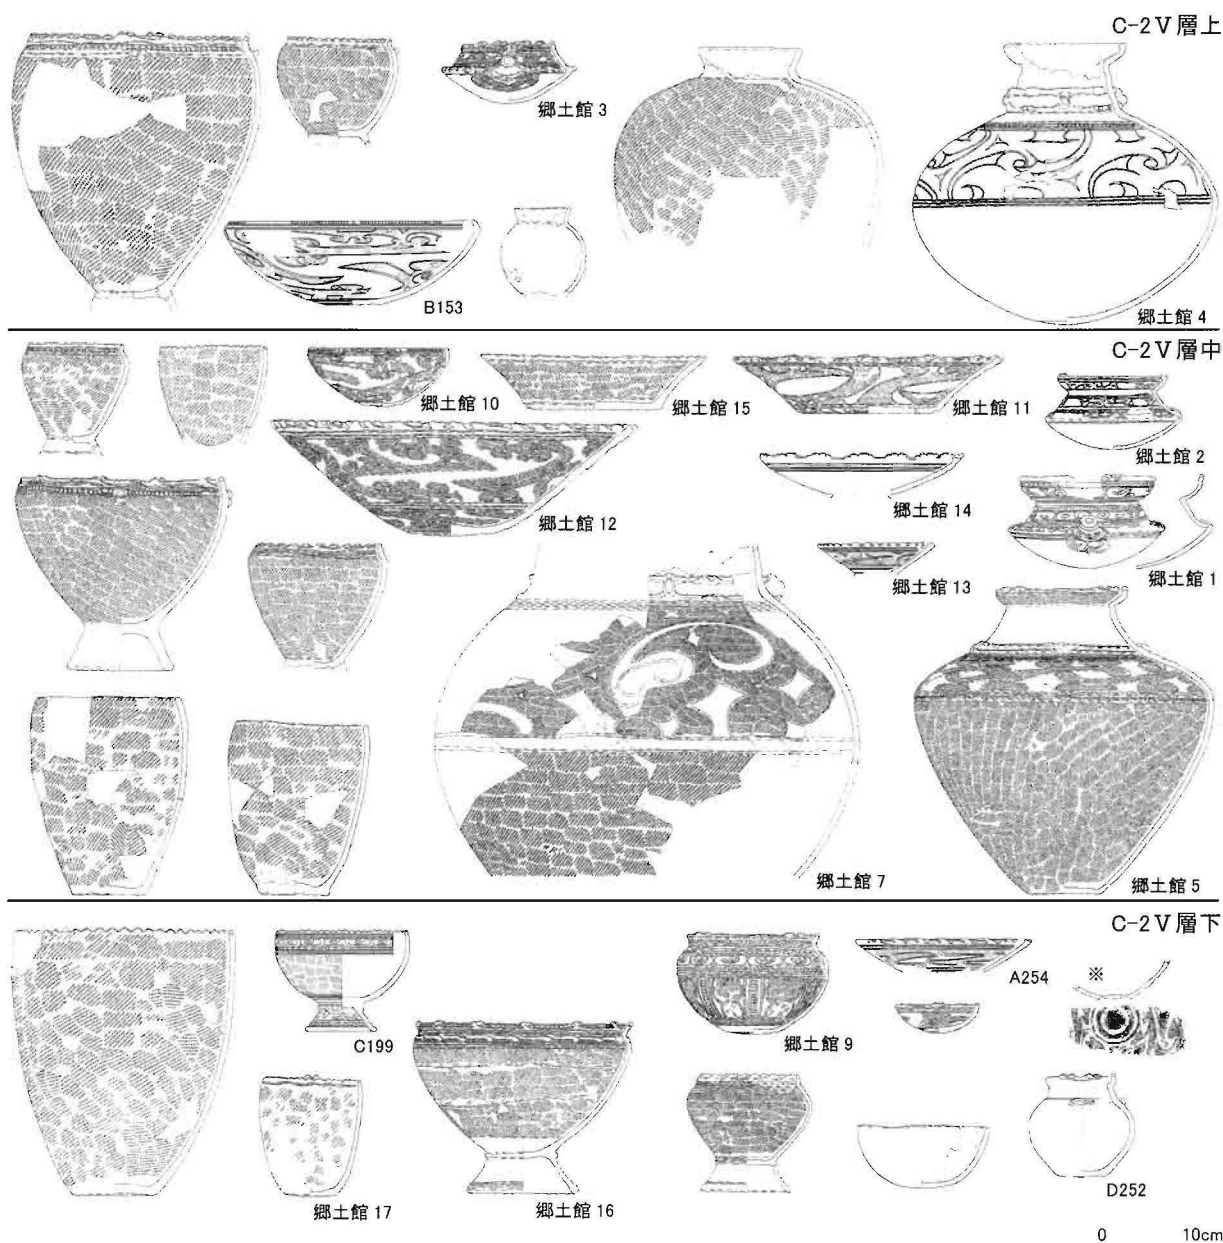 C-2Ⅴ層上
郷土館 3
B153
郷土館 4
C-2Ⅴ層中
郷土館 10
郷土館 15
郷土館 11
郷土館 2
郷土館 12
郷土館 14
郷土館 1
郷土館 13
郷土館 7
郷土館 5
C-2Ⅴ層下
A254
※
C199
郷土館 9
郷土館 17
郷土館 16
D252
0 10cm